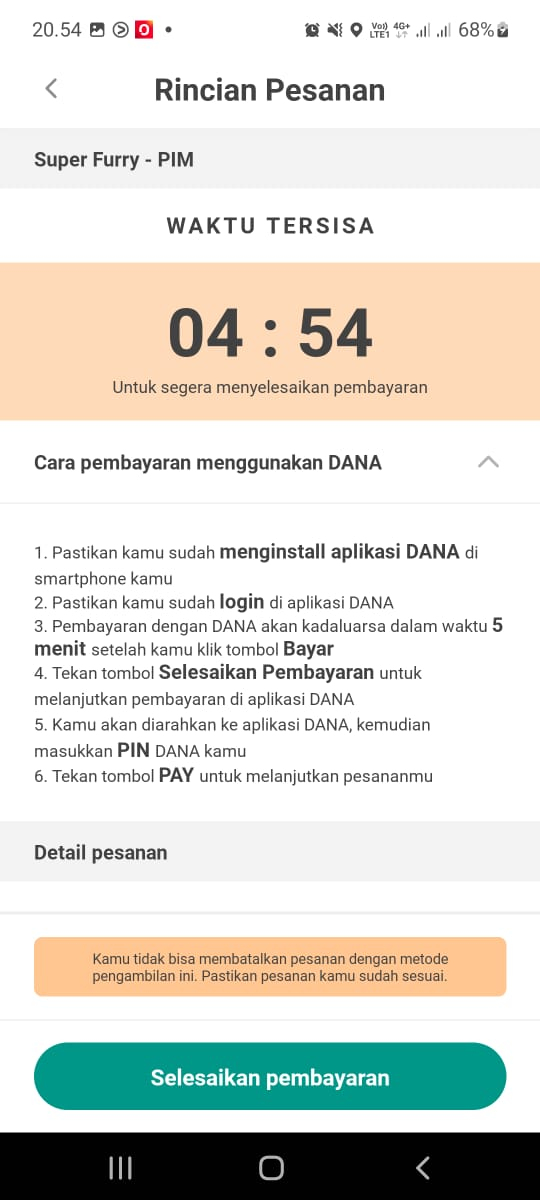 20.54
Voo)) 4G+
LTE1
68%
Rincian Pesanan
Super Furry - PIM
WAKTU TERSISA
04 : 54
Untuk segera menyelesaikan pembayaran
Cara pembayaran menggunakan DANA
1. Pastikan kamu sudah menginstall aplikasi DANA di
smartphone kamu
2. Pastikan kamu sudah login di aplikasi DANA
3. Pembayaran dengan DANA akan kadaluarsa dalam waktu 5
menit setelah kamu klik tombol Bayar
4. Tekan tombol Selesaikan Pembayaran untuk
melanjutkan pembayaran di aplikasi DANA
5. Kamu akan diarahkan ke aplikasi DANA, kemudian
masukkan PIN DANA kamu
6. Tekan tombol PAY untuk melanjutkan pesananmu
Detail pesanan
Kamu tidak bisa membatalkan pesanan dengan metode
pengambilan ini. Pastikan pesanan kamu sudah sesuai.
Selesaikan pembayaran